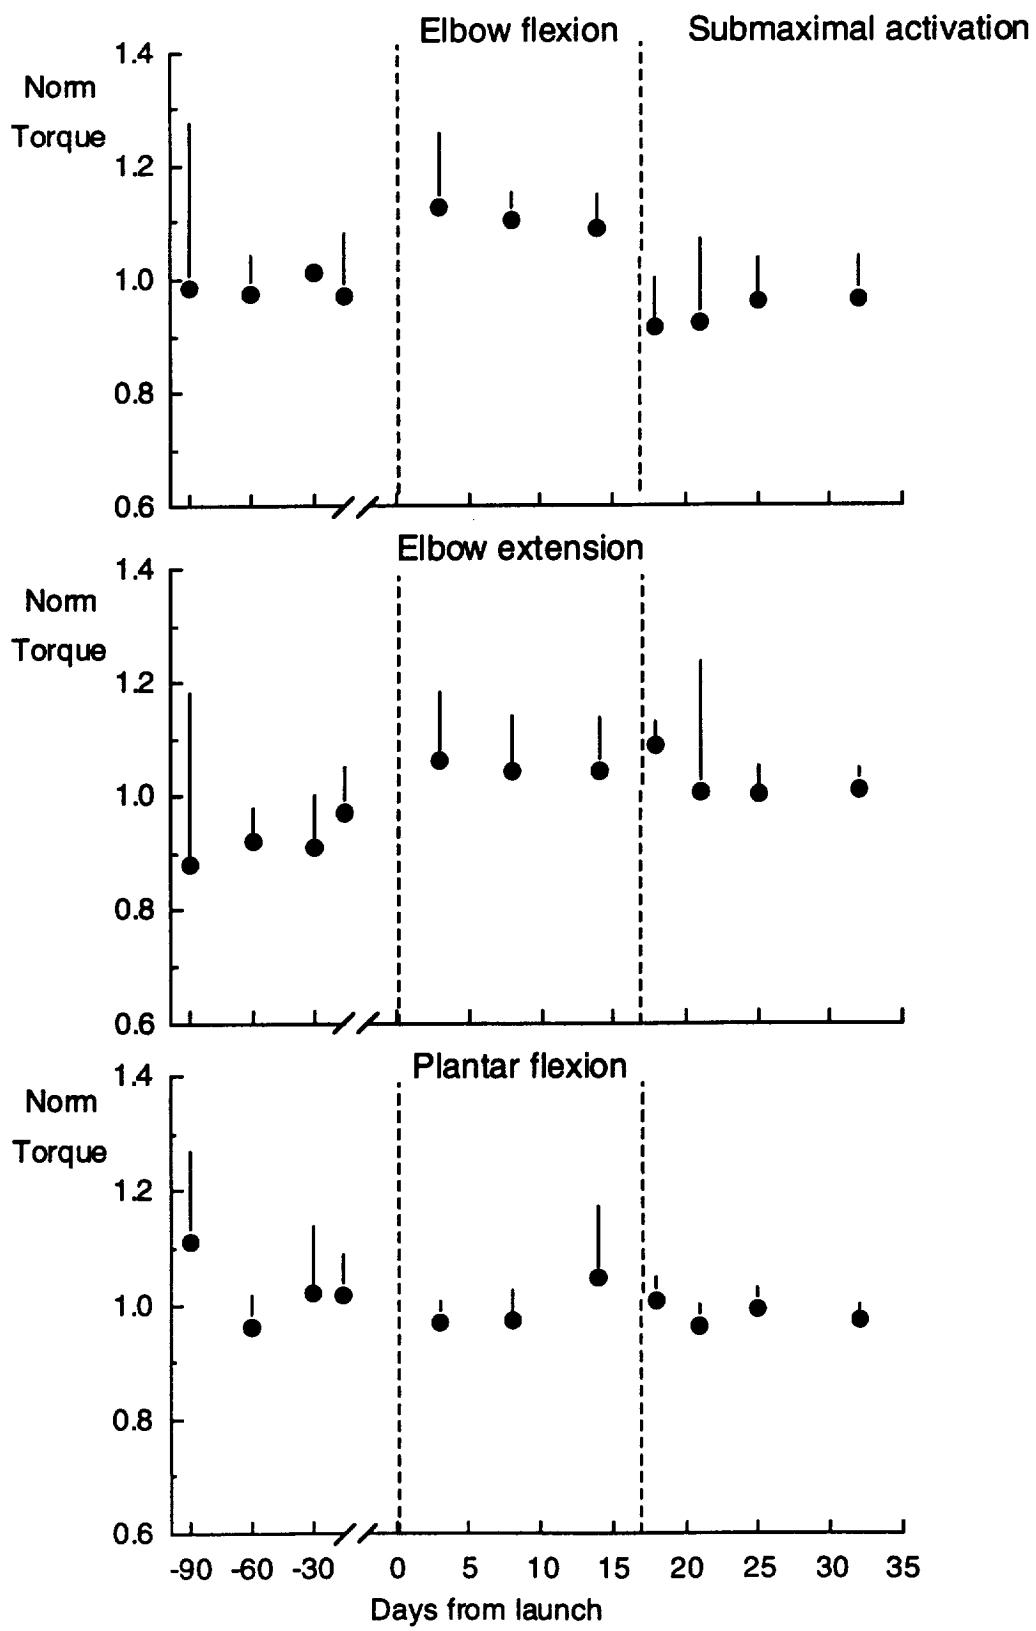 Elbow flexion Submaximal activation
1.4
Norm
Torque
1.2
1.0
0.8
0.6
Elbow extension
1.4
Norm
Torque
1.2
1.0
0.8
0.6
Plantar flexion
1.4
Norm
Torque
1.2
1.0
0.8
0.6
-90 -60 -30 0 5 10 15 20 25 30 35
Days from launch